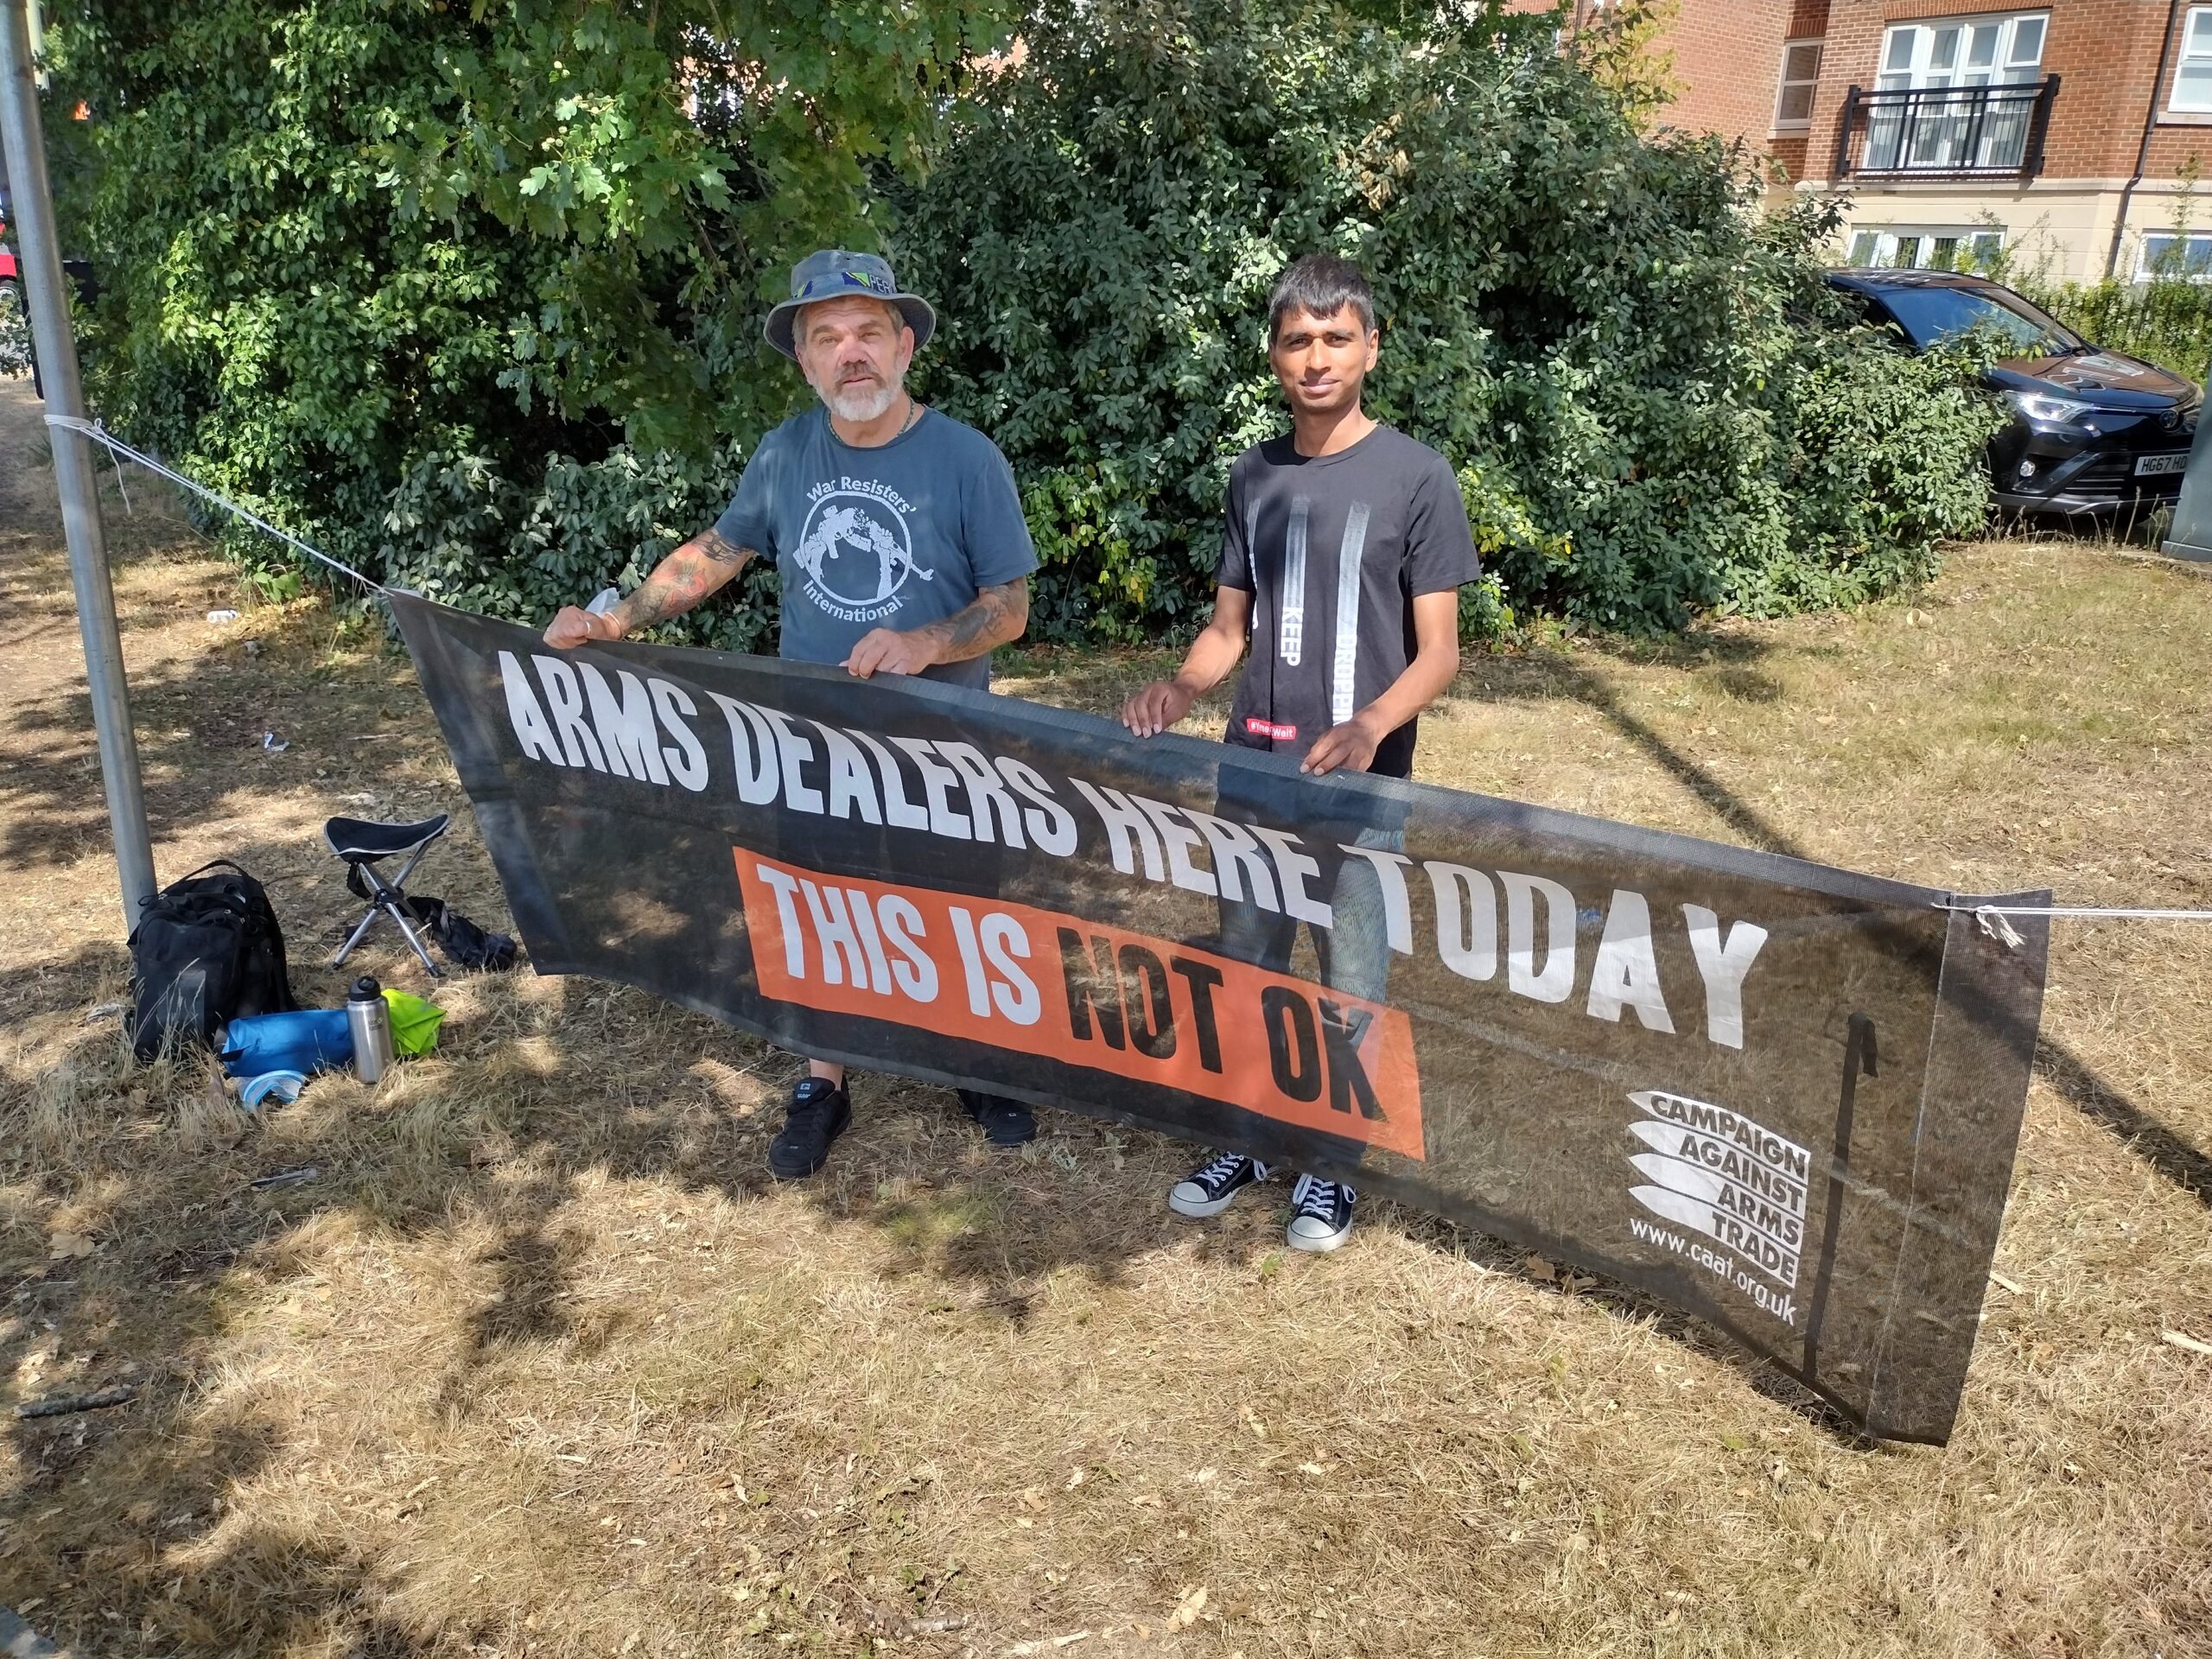 War Resisters'
International
KEEP
ARMS DEALERS HERE TODAY
THIS IS NOT OK
CAMPAIGN
AGAINST
ARMS
TRADE
www.caat.org.uk